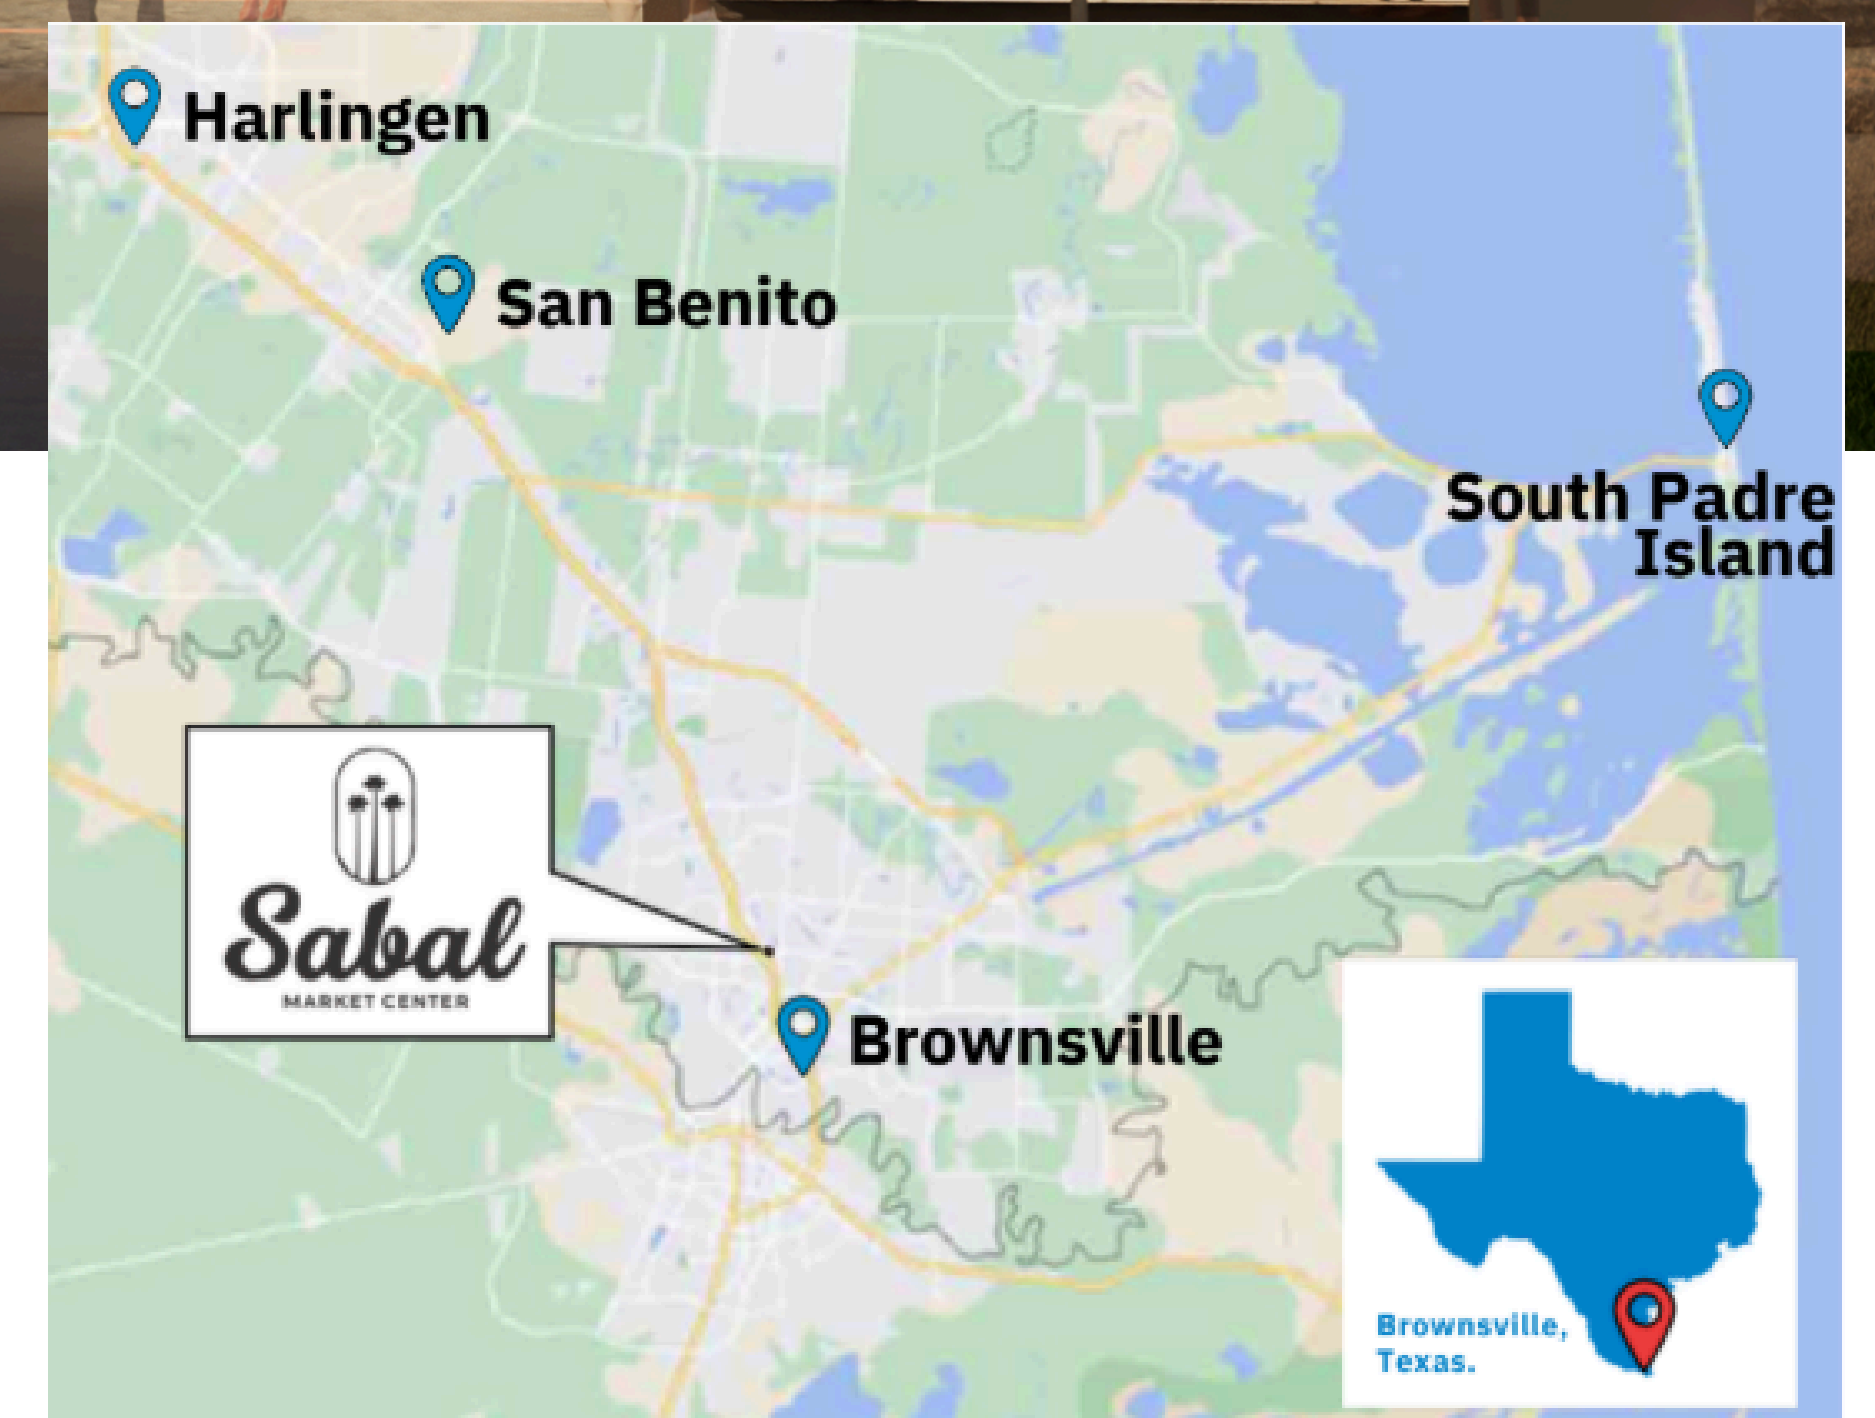 Harlingen
San Benito
South Padre
Island
Sabal
MARKET CENTER
Brownsville
Brownsville,
Texas.